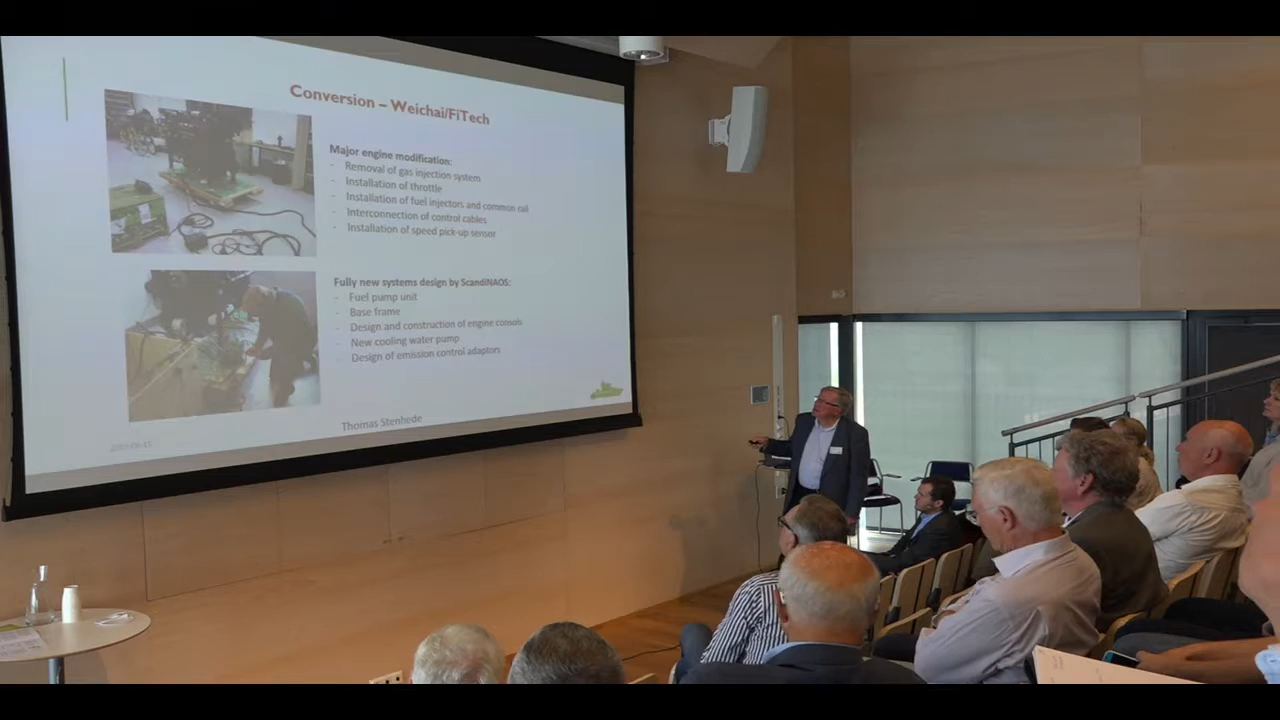 Conversion – Weichai/FiTech
Major engine modification:
- Removal of gas injection system
- Installation of throttle
- Installation of fuel injectors and common rail
- Interconnection of control cables
- Installation of speed pick-up sensor
Fully new systems design by ScandiNAOS:
- Fuel pump unit
- Base frame
- Design and construction of engine consols
- New cooling water pump
- Design of emission control adaptors
Thomas Stenhede